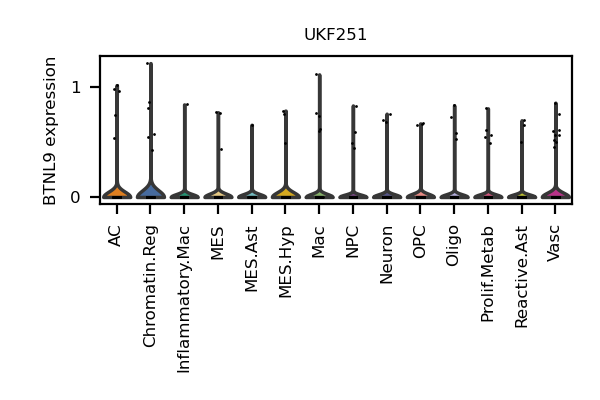 UKF251
BTNL9 expression
1
0
AC
Chromatin.Reg
Inflammatory.Mac
MES
MES.Ast
MES.Hyp
Mac
NPC
Neuron
OPC
Oligo
Prolif.Metab
Reactive.Ast
Vasc